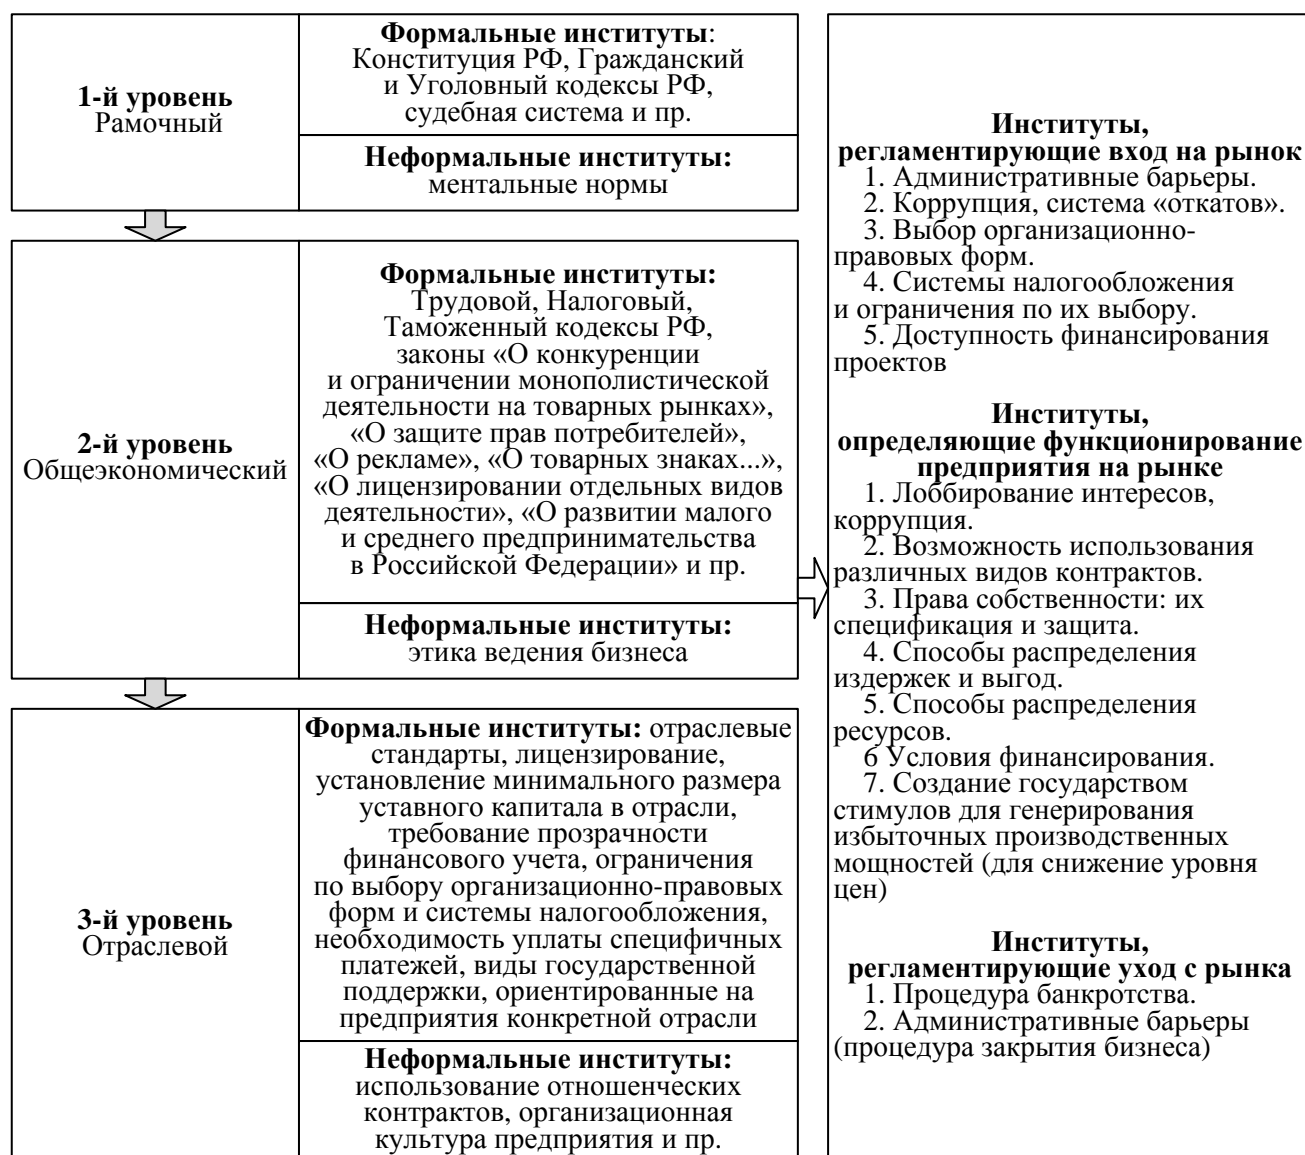 1-й уровень
Рамочный
Формальные институты:
Конституция РФ, Гражданский
и Уголовный кодексы РФ,
судебная система и пр.
Неформальные институты:
ментальные нормы
2-й уровень
Общеэкономический
Формальные институты:
Трудовой, Налоговый,
Таможенный кодексы РФ,
законы «О конкуренции
и ограничении монополистической
деятельности на товарных рынках»,
«О защите прав потребителей»,
«О рекламе», «О товарных знаках...»,
«О лицензировании отдельных видов
деятельности», «О развитии малого
и среднего предпринимательства
в Российской Федерации» и пр.
Неформальные институты:
этика ведения бизнеса
3-й уровень
Отраслевой
Формальные институты: отраслевые
стандарты, лицензирование,
установление минимального размера
уставного капитала в отрасли,
требование прозрачности
финансового учета, ограничения
по выбору организационно-правовых
форм и системы налогообложения,
необходимость уплаты специфичных
платежей, виды государственной
поддержки, ориентированные на
предприятия конкретной отрасли
Неформальные институты:
использование отношенческих
контрактов, организационная
культура предприятия и пр.
Институты,
регламентирующие вход на рынок
1. Административные барьеры.
2. Коррупция, система «откатов».
3. Выбор организационно-
правовых форм.
4. Системы налогообложения
и ограничения по их выбору.
5. Доступность финансирования
проектов
Институты,
определяющие функционирование
предприятия на рынке
1. Лоббирование интересов,
коррупция.
2. Возможность использования
различных видов контрактов.
3. Права собственности: их
спецификация и защита.
4. Способы распределения
издержек и выгод.
5. Способы распределения
ресурсов.
6 Условия финансирования.
7. Создание государством
стимулов для генерирования
избыточных производственных
мощностей (для снижение уровня
цен)
Институты,
регламентирующие уход с рынка
1. Процедура банкротства.
2. Административные барьеры
(процедура закрытия бизнеса)